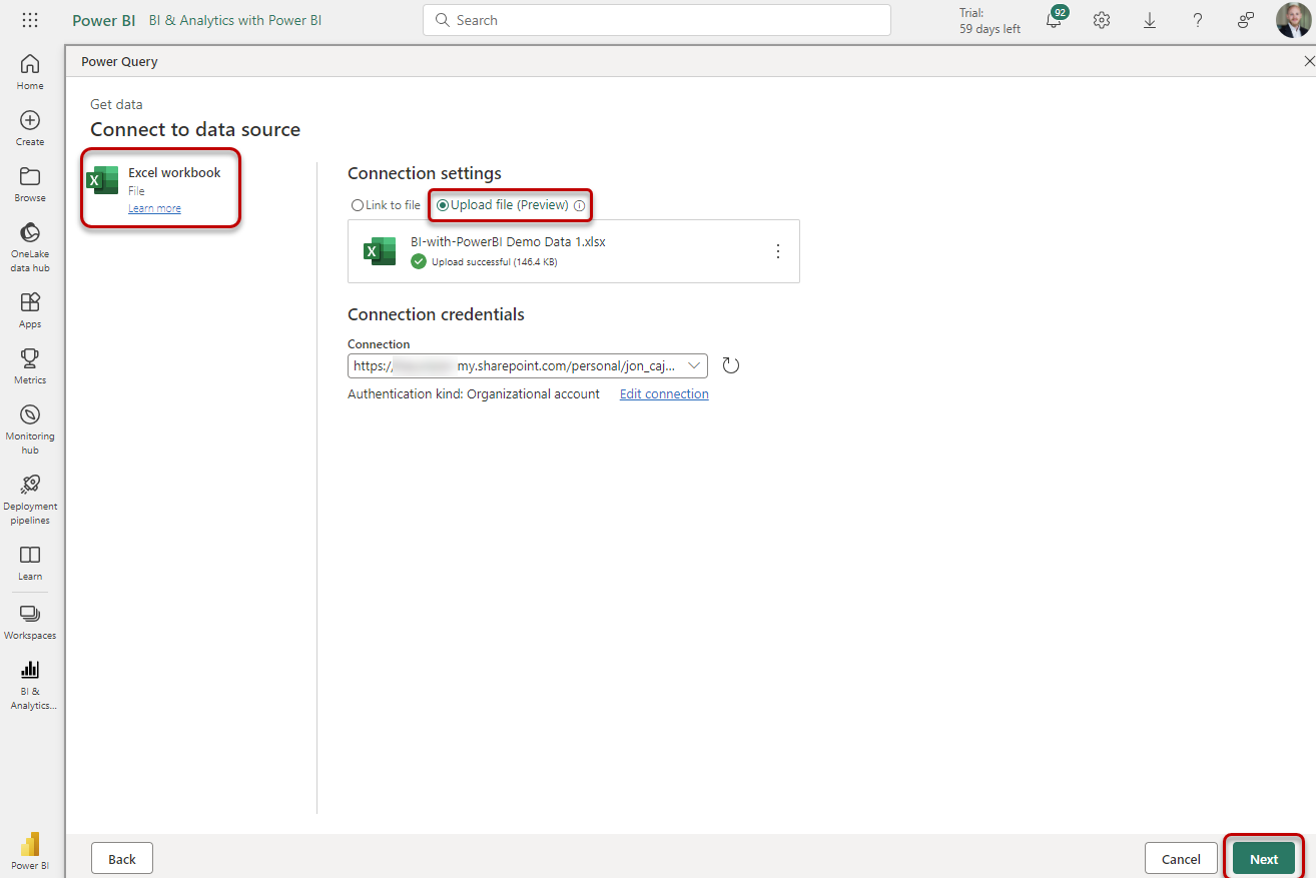 Power BI BI & Analytics with Power BI
Search
Trial:
59 days left
92
Power Query
Home
Create
Browse
OneLake
data hub
Apps
Metrics
Monitoring
hub
Deployment
pipelines
Learn
Workspaces
BI &
Analytics...
Power BI
Get data
Connect to data source
Excel workbook
File
Learn more
Connection settings
Link to file Upload file (Preview)
BI-with-PowerBI Demo Data 1.xlsx
Upload successful (146.4 KB)
Connection credentials
Connection
https:/ my.sharepoint.com/personal/jon_caj...
Authentication kind: Organizational account Edit connection
Back
Cancel
Next